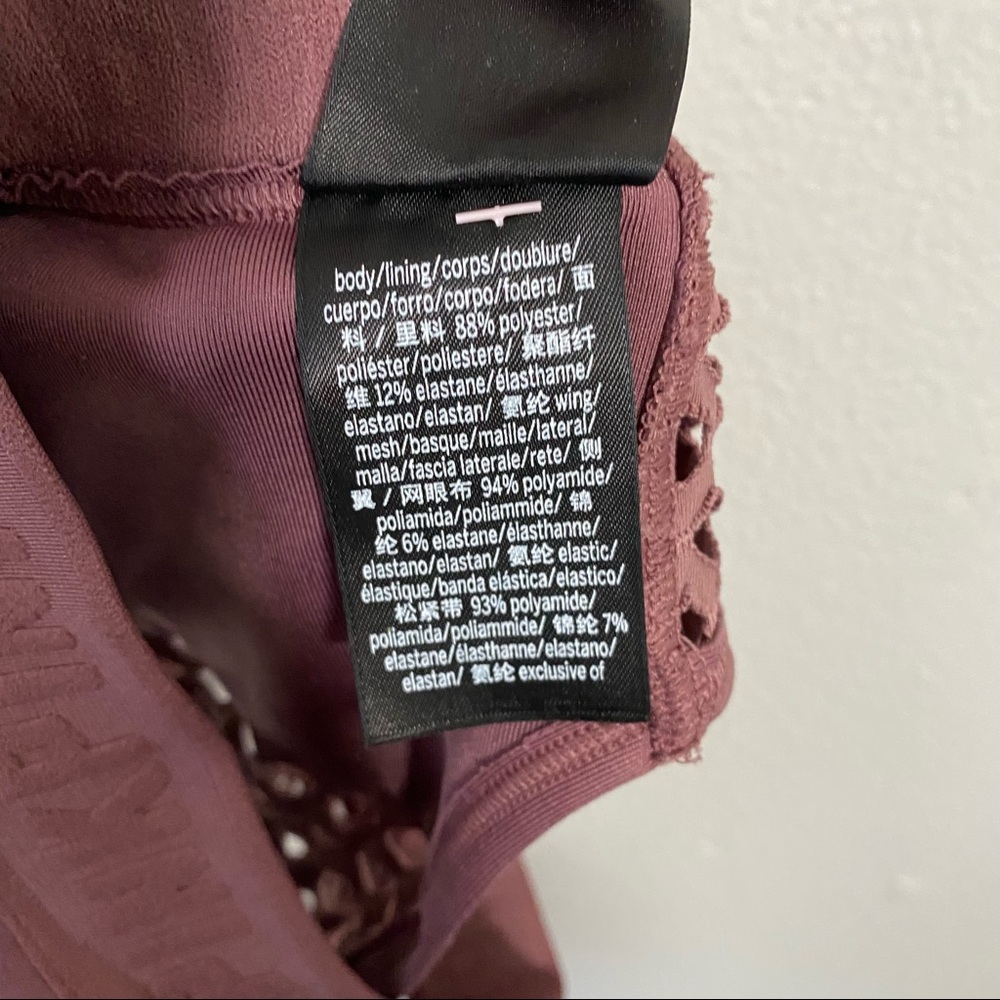 body/lining/corps/doublure/
cuerpo/forro/corpo/fodera/ 面
料 / 里料 88% polyester/
poliéster/poliestere/ 聚酯纤
维 12% elastane/élasthanne/
elastano/elastan/ 氨纶 wing/
mesh/basque/maille/lateral/
malla/fascia laterale/rete/ 侧
翼 / 网眼布 94% polyamide/
poliamida/poliammide/ 锦
纶 6% elastane/élasthanne/
elastano/elastan/ 氨纶 elastic/
élastique/banda elástica/elastico/
松紧带 93% polyamide/
poliamida/poliammide/ 锦纶 7%
elastane/élasthanne/elastano/
elastan/ 氨纶 exclusive of